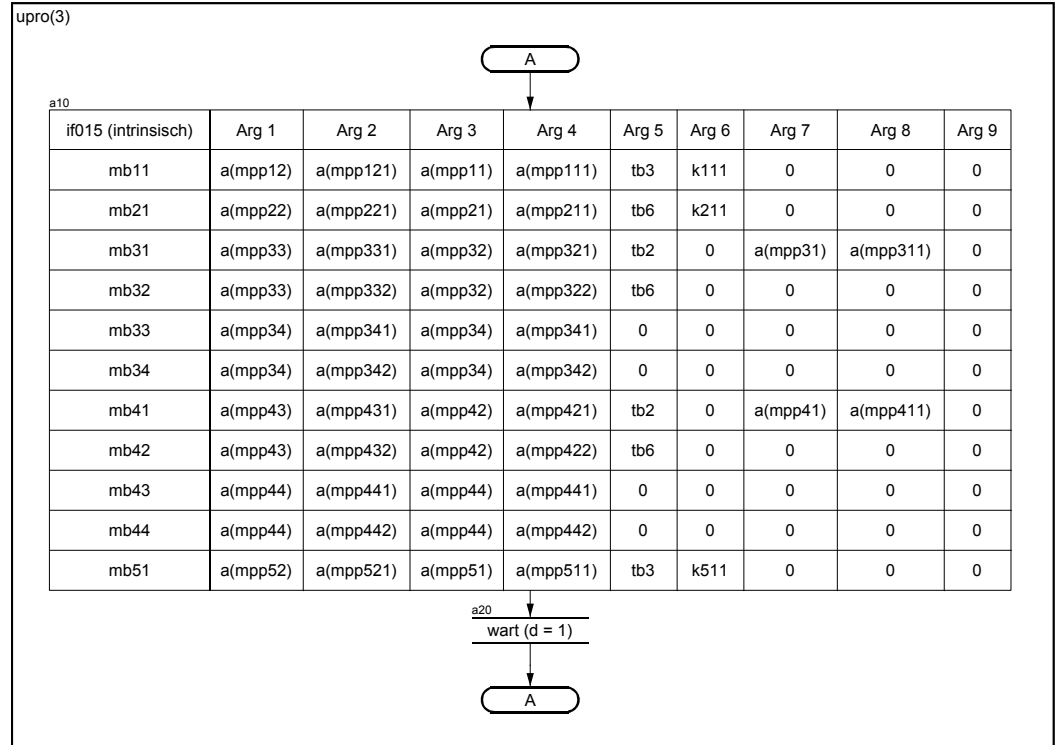 upro(3)
A
a10
if015 (intrinsisch) Arg 1 Arg 2 Arg 3 Arg 4 Arg 5 Arg 6 Arg 7 Arg 8 Arg 9
mb11 a(mpp12) a(mpp121) a(mpp11) a(mpp111) tb3 k111 0 0 0
mb21 a(mpp22) a(mpp221) a(mpp21) a(mpp211) tb6 k211 0 0 0
mb31 a(mpp33) a(mpp331) a(mpp32) a(mpp321) tb2 0 a(mpp31) a(mpp311) 0
mb32 a(mpp33) a(mpp332) a(mpp32) a(mpp322) tb6 0 0 0 0
mb33 a(mpp34) a(mpp341) a(mpp34) a(mpp341) 0 0 0 0 0
mb34 a(mpp34) a(mpp342) a(mpp34) a(mpp342) 0 0 0 0 0
mb41 a(mpp43) a(mpp431) a(mpp42) a(mpp421) tb2 0 a(mpp41) a(mpp411) 0
mb42 a(mpp43) a(mpp432) a(mpp42) a(mpp422) tb6 0 0 0 0
mb43 a(mpp44) a(mpp441) a(mpp44) a(mpp441) 0 0 0 0 0
mb44 a(mpp44) a(mpp442) a(mpp44) a(mpp442) 0 0 0 0 0
mb51 a(mpp52) a(mpp521) a(mpp51) a(mpp511) tb3 k511 0 0 0
a20
wart (d = 1)
A